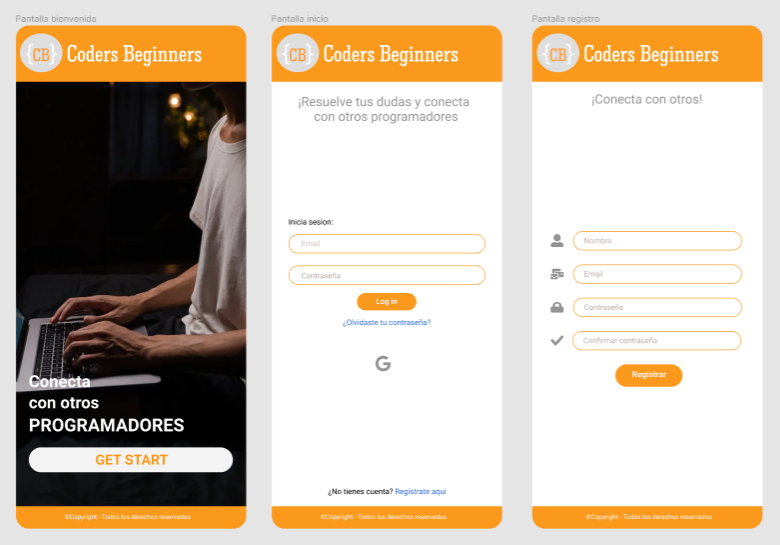 Pantalla bienvenida
{CB} Coders Beginners
Conecta
con otros
PROGRAMADORES
GET START
©Copyright - Todos los derechos reservados
Pantalla inicio
{CB} Coders Beginners
¡Resuelve tus dudas y conecta
con otros programadores
Inicia sesion:
Email
Contraseña
Log in
¿Olvidaste tu contraseña?
G
¿No tienes cuenta? Registrate aquí
©Copyright - Todos los derechos reservados
Pantalla registro
{CB} Coders Beginners
¡Conecta con otros!
Nombre
Email
Contraseña
Confirmar contraseña
Registrar
©Copyright - Todos los derechos reservados